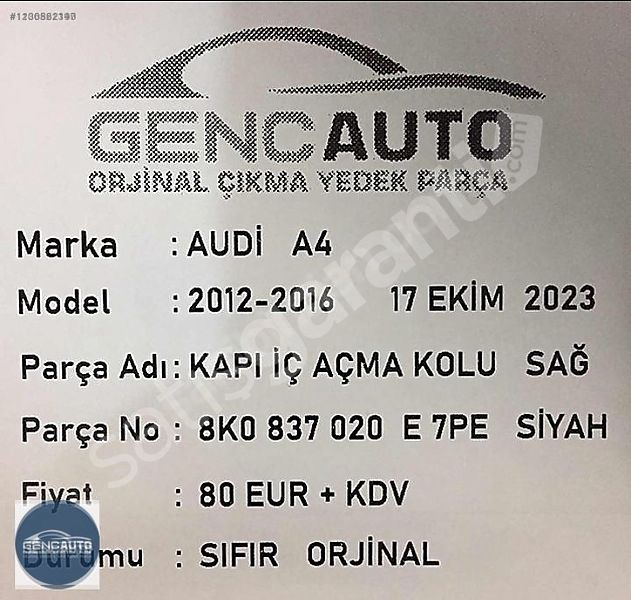 GENCAUTO
ORJİNAL ÇIKMA YEDEK PARÇA
Marka : AUDİ A4
Model : 2012-2016 17 EKİM 2023
Parça Adı : KAPI İÇ AÇMA KOLU SAĞ
Parça No : 8K0 837 020 E 7PE SİYAH
Fiyat : 80 EUR + KDV
Durumu : SIFIR ORJİNAL
GENCAUTO
satışgaranti.com